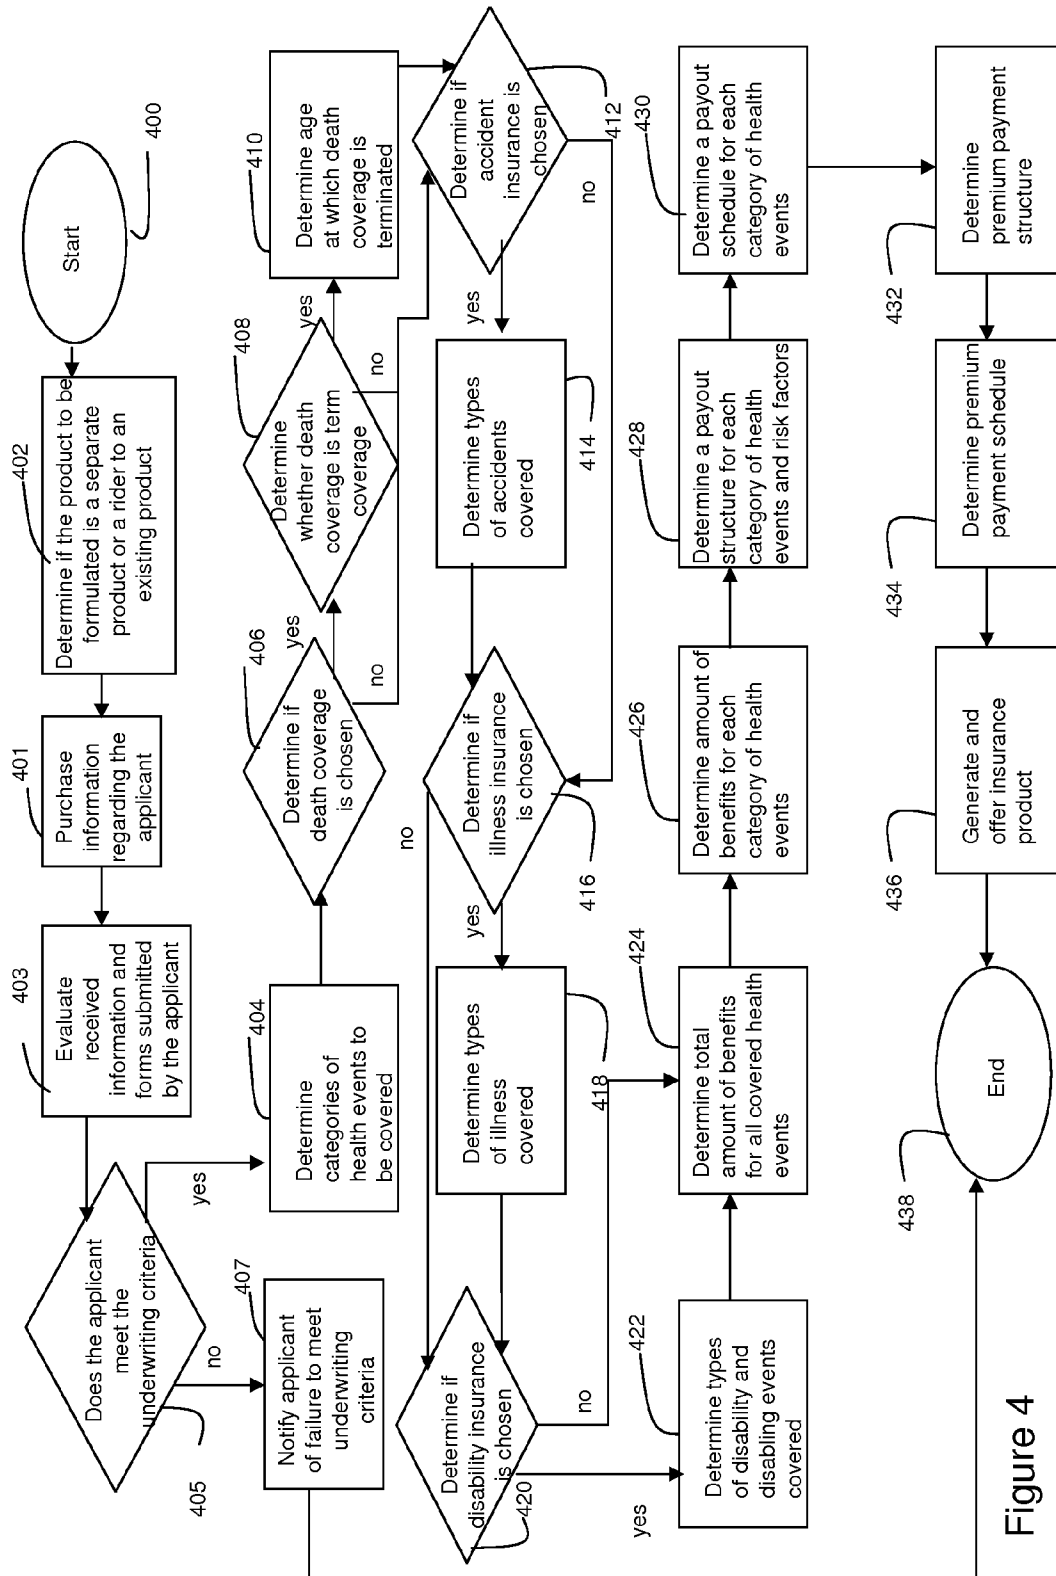 400
Start
402
Determine if the product to be
formulated is a separate
product or a rider to an
existing product
401
Purchase
information
regarding the
applicant
403
Evaluate
received
information and
forms submitted
by the applicant
Does the applicant
meet the
underwriting criteria
405
no
yes
407
Notify applicant
of failure to meet
underwriting
criteria
404
Determine
categories of
health events to
be covered
406
Determine if
death coverage
is chosen
yes
no
408
Determine
whether death
coverage is term
coverage
yes
no
410
Determine age
at which death
coverage is
terminated
412
Determine if
accident
insurance is
chosen
yes
no
414
Determine types
of accidents
covered
416
Determine if
illness insurance
is chosen
yes
no
418
Determine types
of illness
covered
420
Determine if
disability insurance
is chosen
yes
no
422
Determine types
of disability and
disabling events
covered
424
Determine total
amount of benefits
for all covered health
events
426
Determine amount of
benefits for each
category of health
events
428
Determine a payout
structure for each
category of health
events and risk factors
430
Determine a payout
schedule for each
category of health
events
432
Determine
premium payment
structure
434
Determine premium
payment schedule
436
Generate and
offer insurance
product
438
End
Figure 4